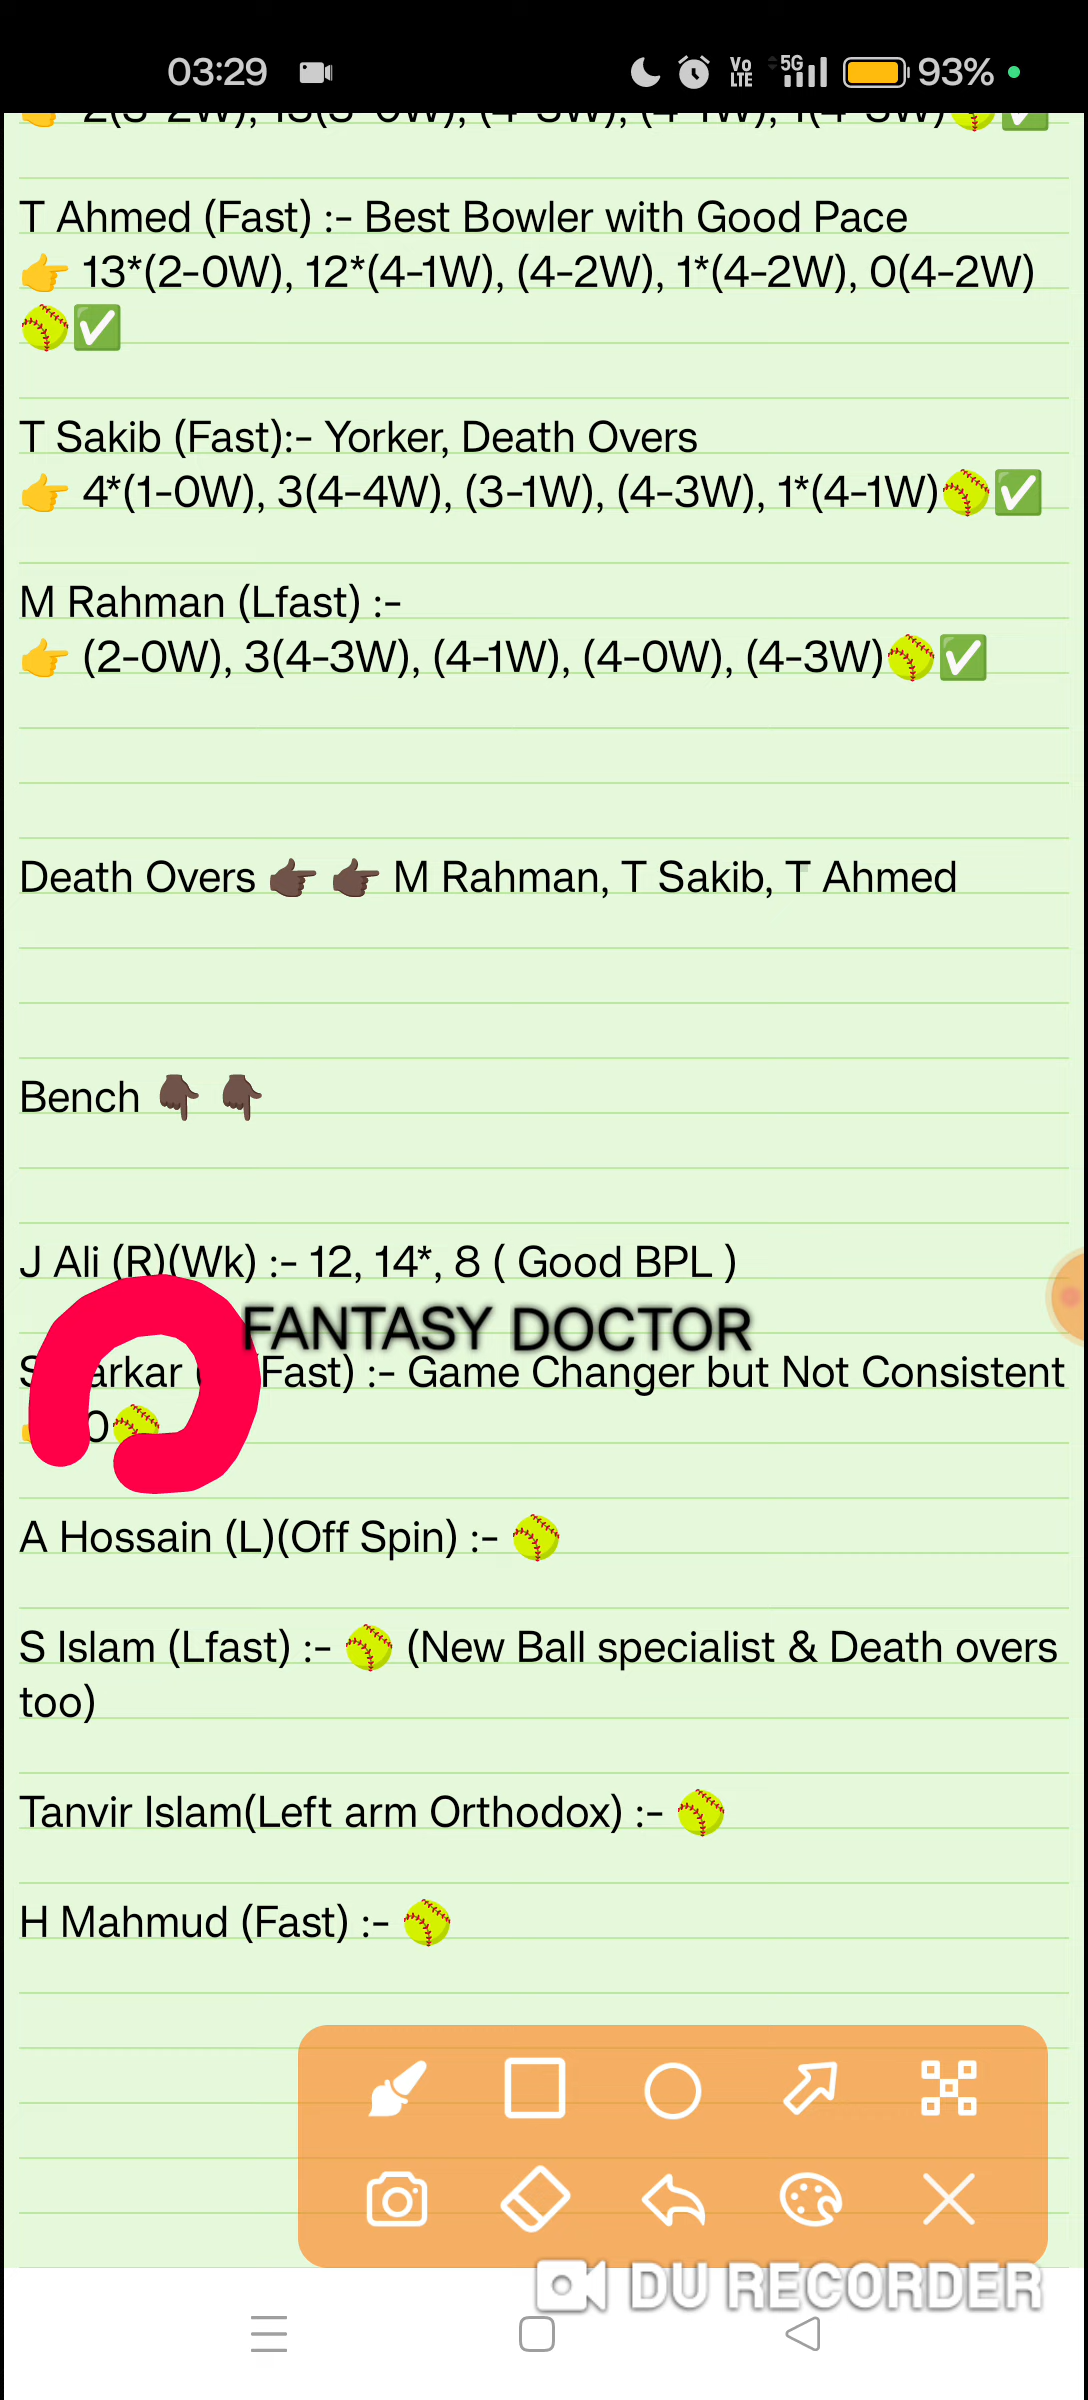 03:29 Vo LTE 5G 93%
T Ahmed (Fast) :- Best Bowler with Good Pace
👉 13*(2-0W), 12*(4-1W), (4-2W), 1*(4-2W), 0(4-2W)
🥎✅
T Sakib (Fast):- Yorker, Death Overs
👉 4*(1-0W), 3(4-4W), (3-1W), (4-3W), 1*(4-1W)🥎✅
M Rahman (Lfast) :-
👉 (2-0W), 3(4-3W), (4-1W), (4-0W), (4-3W)🥎✅
Death Overs 👉🏿 👉🏿 M Rahman, T Sakib, T Ahmed
Bench 👇🏿 👇🏿
J Ali (R)(Wk) :- 12, 14*, 8 ( Good BPL )
FANTASY DOCTOR
Fast) :- Game Changer but Not Consistent
A Hossain (L)(Off Spin) :- 🥎
S Islam (Lfast) :- 🥎 (New Ball specialist & Death overs
too)
Tanvir Islam(Left arm Orthodox) :- 🥎
H Mahmud (Fast) :- 🥎
DU RECORDER